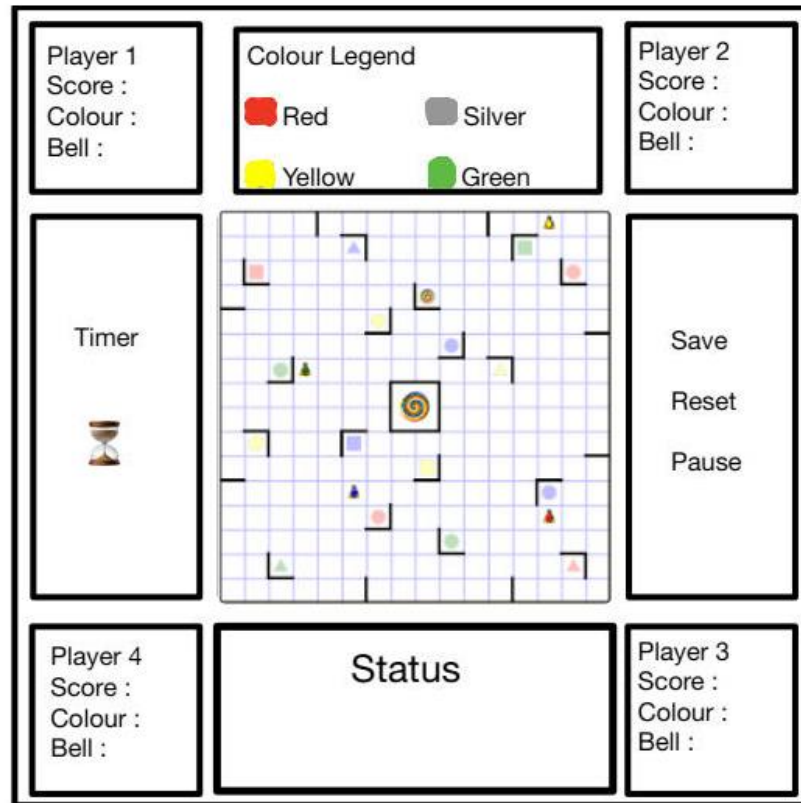 Player 1
Score :
Colour :
Bell :
Colour Legend
Red
Silver
Yellow
Green
Player 2
Score :
Colour :
Bell :
Timer
Save
Reset
Pause
Player 4
Score :
Colour :
Bell :
Status
Player 3
Score :
Colour :
Bell :